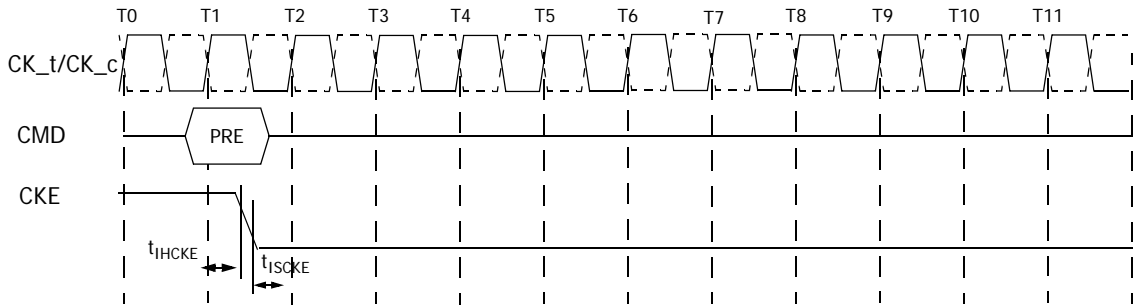 T0 T1 T2 T3 T4 T5 T6 T7 T8 T9 T10 T11
CK_t/CK_c
CMD PRE
CKE
tIHCKE
tISCKE